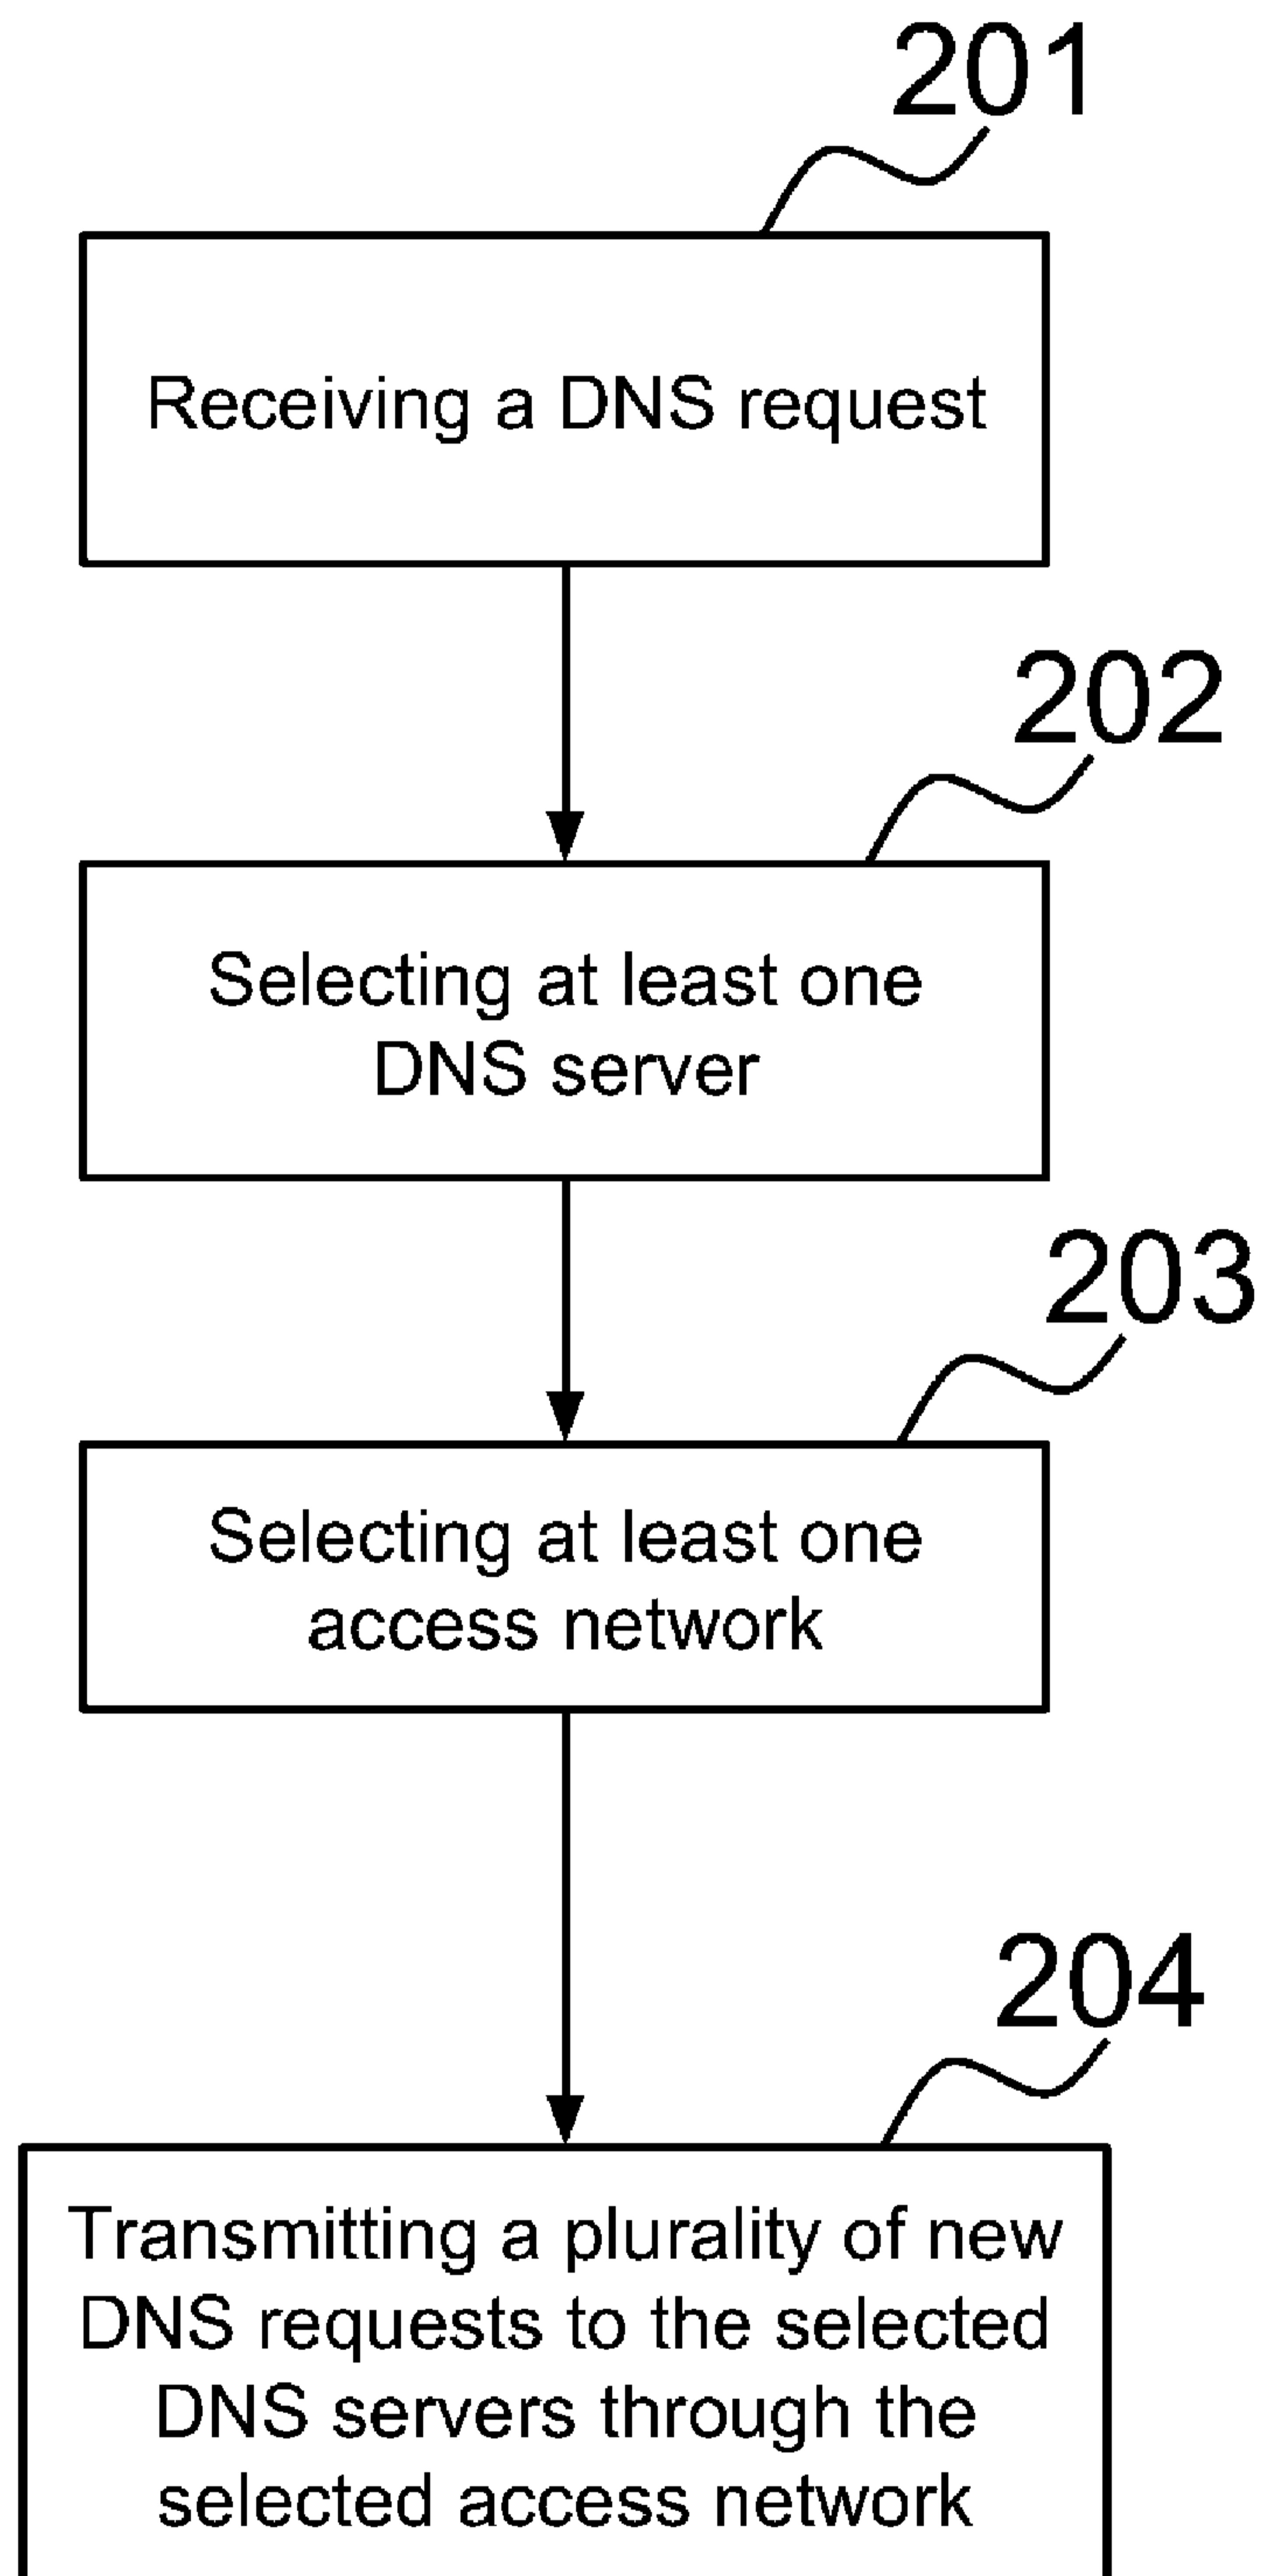 201
Receiving a DNS request
202
Selecting at least one
DNS server
203
Selecting at least one
access network
204
Transmitting a plurality of new
DNS requests to the selected
DNS servers through the
selected access network